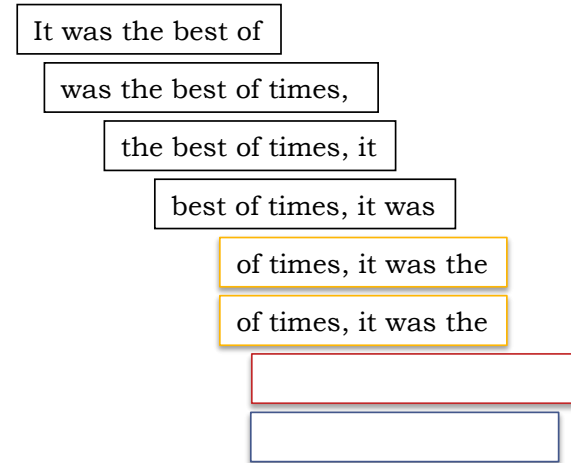 It was the best of
was the best of times,
the best of times, it
best of times, it was
of times, it was the
of times, it was the